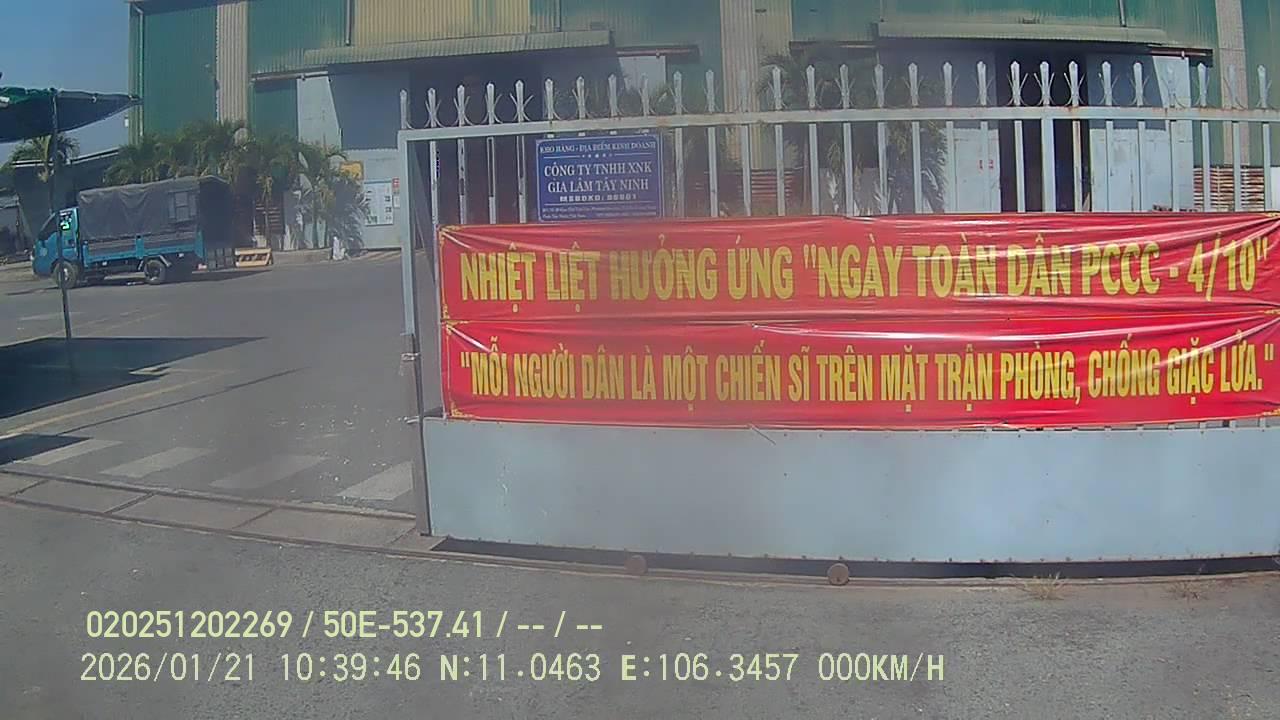 KHO HÀNG - ĐỊA ĐIỂM KINH DOANH
CÔNG TY TNHH XNK
GIA LÂM TÂY NINH
NHIỆT LIỆT HƯỞNG ỨNG "NGÀY TOÀN DÂN PCCC - 4/10"
"MỖI NGƯỜI DÂN LÀ MỘT CHIẾN SĨ TRÊN MẶT TRẬN PHÒNG, CHỐNG GIẶC LỬA."
020251202269 / 50E-537.41 / -- / --
2026/01/21 10:39:46 N:11.0463 E:106.3457 000KM/H